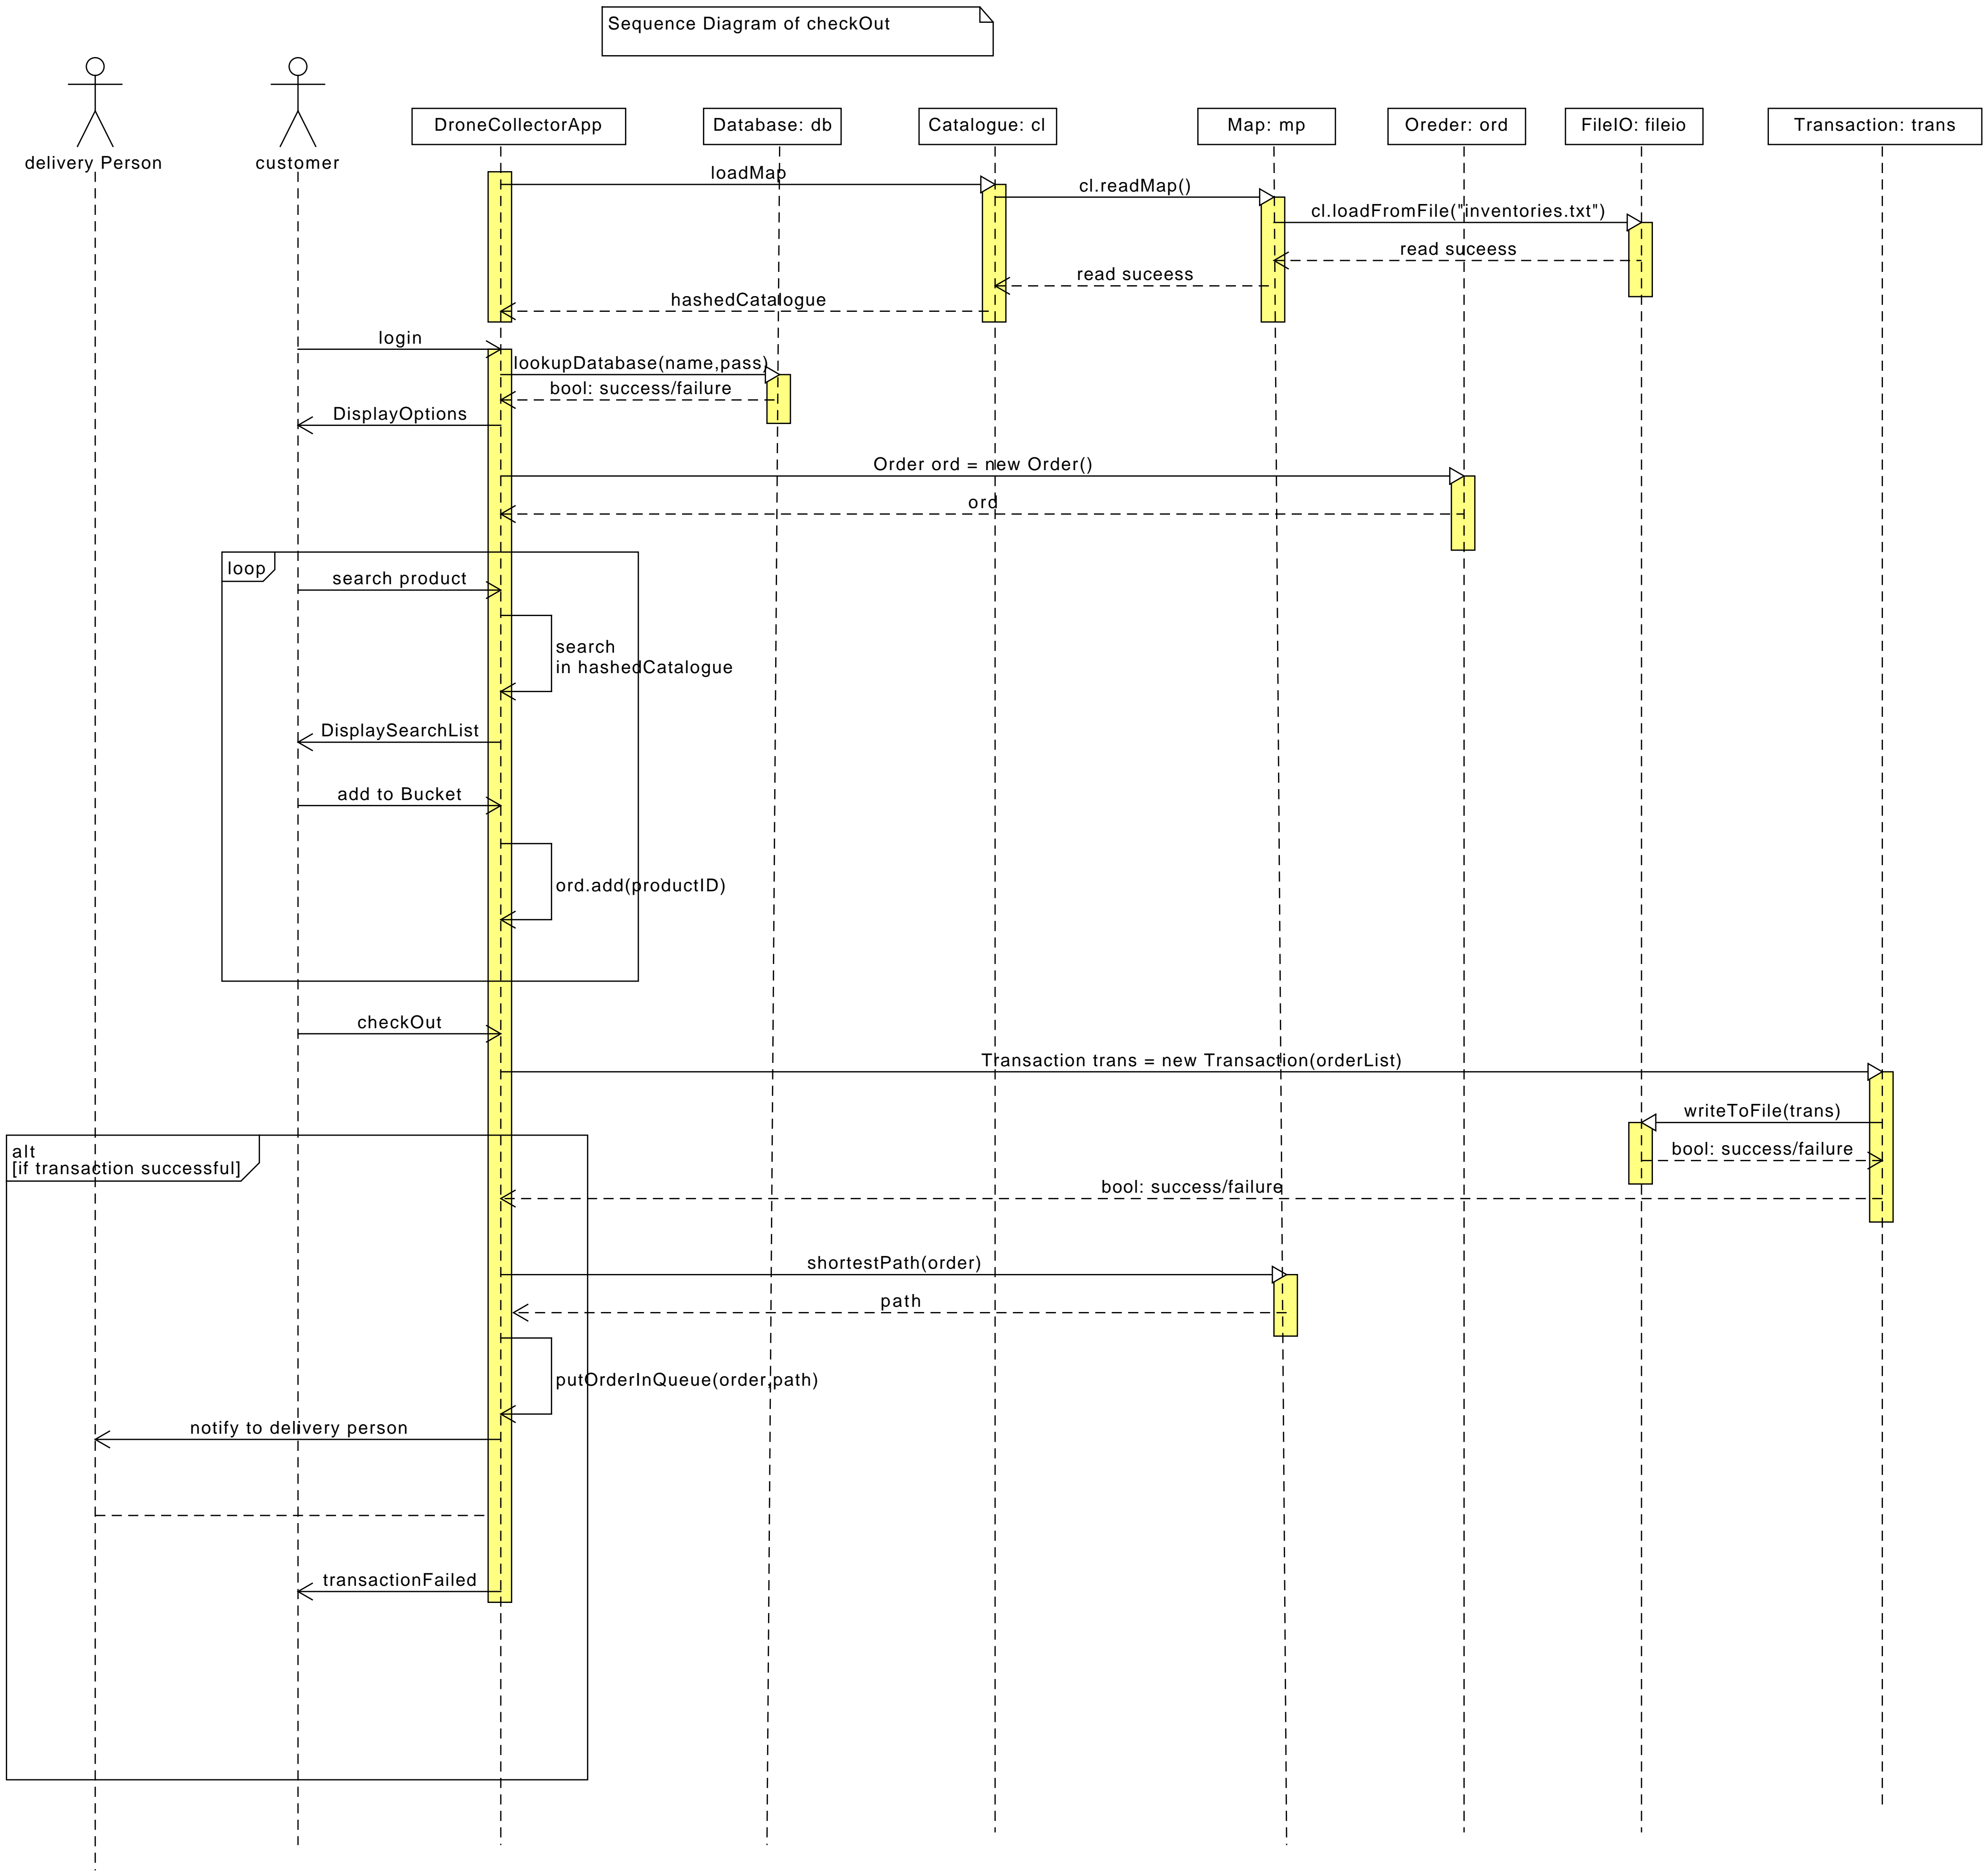 Sequence Diagram of checkOut
delivery Person
customer
DroneCollectorApp
Database: db
Catalogue: cl
Map: mp
Oreder: ord
FileIO: fileio
Transaction: trans
loadMap
cl.readMap()
cl.loadFromFile("inventories.txt")
read suceess
read suceess
hashedCatalogue
login
lookupDatabase(name,pass)
bool: success/failure
DisplayOptions
Order ord = new Order()
ord
loop
search product
search
in hashedCatalogue
DisplaySearchList
add to Bucket
ord.add(productID)
checkOut
Transaction trans = new Transaction(orderList)
writeToFile(trans)
alt
[if transaction successful]
bool: success/failure
bool: success/failure
shortestPath(order)
path
putOrderInQueue(order,path)
notify to delivery person
transactionFailed